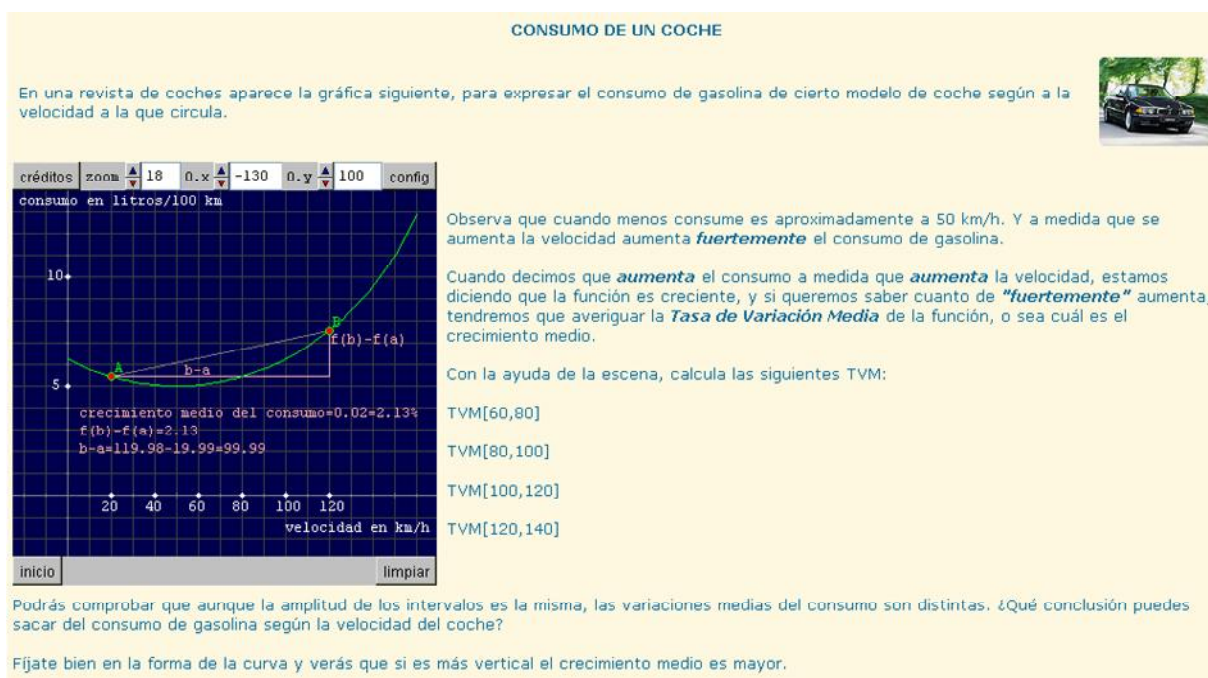 CONSUMO DE UN COCHE
En una revista de coches aparece la gráfica siguiente, para expresar el consumo de gasolina de cierto modelo de coche según a la
velocidad a la que circula.
créditos zoom 18 O.x -130 O.y 100 config
consumo en litros/100 km
10
B
f(b)-f(a)
A
b-a
5
crecimiento medio del consumo=0.02=2.13%
f(b)-f(a)=2.13
b-a=119.98-19.99=99.99
20 40 60 80 100 120
velocidad en km/h
inicio limpiar
Observa que cuando menos consume es aproximadamente a 50 km/h. Y a medida que se
aumenta la velocidad aumenta fuertemente el consumo de gasolina.
Cuando decimos que aumenta el consumo a medida que aumenta la velocidad, estamos
diciendo que la función es creciente, y si queremos saber cuanto de "fuertemente" aumenta,
tendremos que averiguar la Tasa de Variación Media de la función, o sea cuál es el
crecimiento medio.
Con la ayuda de la escena, calcula las siguientes TVM:
TVM[60,80]
TVM[80,100]
TVM[100,120]
TVM[120,140]
Podrás comprobar que aunque la amplitud de los intervalos es la misma, las variaciones medias del consumo son distintas. ¿Qué conclusión puedes
sacar del consumo de gasolina según la velocidad del coche?
Fíjate bien en la forma de la curva y verás que si es más vertical el crecimiento medio es mayor.